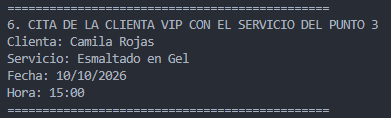 ==============================================
6. CITA DE LA CLIENTA VIP CON EL SERVICIO DEL PUNTO 3
Clienta: Camila Rojas
Servicio: Esmaltado en Gel
Fecha: 10/10/2026
Hora: 15:00
==============================================